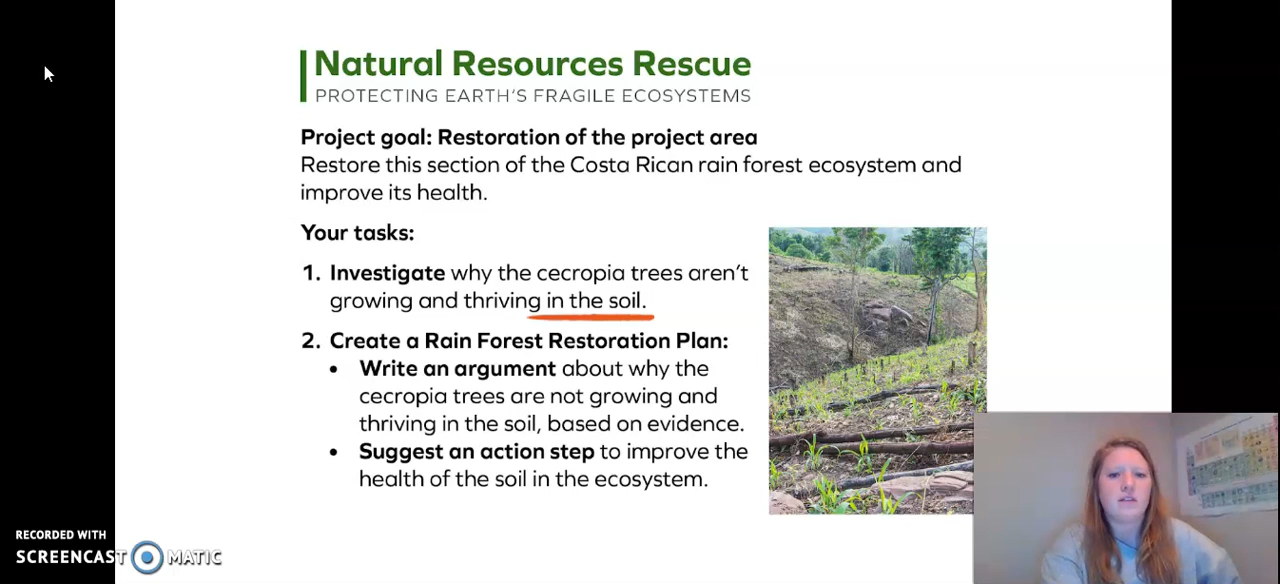 Natural Resources Rescue
PROTECTING EARTH'S FRAGILE ECOSYSTEMS
Project goal: Restoration of the project area
Restore this section of the Costa Rican rain forest ecosystem and
improve its health.
Your tasks:
1. Investigate why the cecropia trees aren't
growing and thriving in the soil.
2. Create a Rain Forest Restoration Plan:
• Write an argument about why the
cecropia trees are not growing and
thriving in the soil, based on evidence.
• Suggest an action step to improve the
health of the soil in the ecosystem.
RECORDED WITH
SCREENCAST MATIC